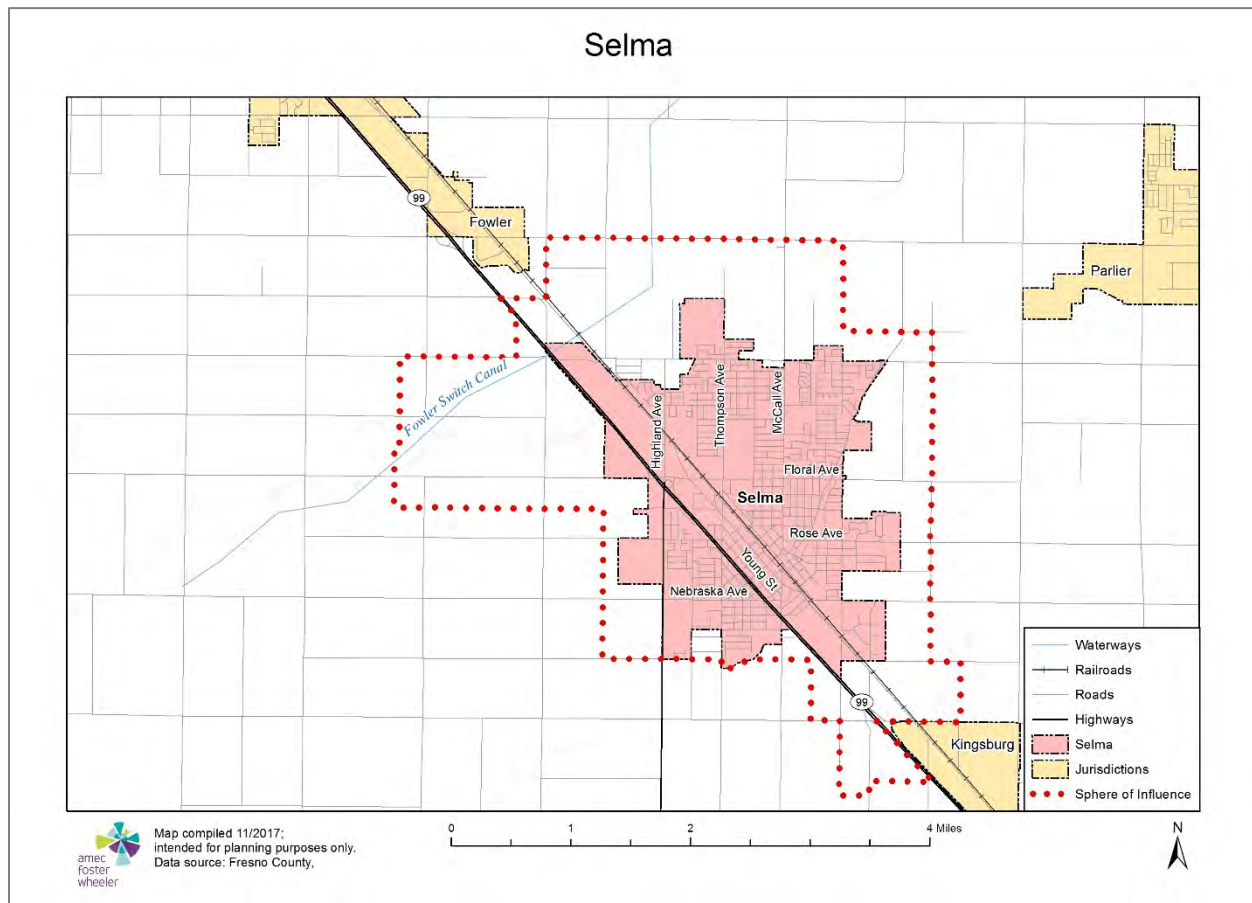 Selma
99
Fowler
Parlier
Fowler Switch Canal
Highland Ave
Thompson Ave
McCall Ave
Floral Ave
Selma
Rose Ave
Young St
Nebraska Ave
99
Kingsburg
Waterways
Railroads
Roads
Highways
Selma
Jurisdictions
Sphere of Influence
amec
foster
wheeler
Map compiled 11/2017;
intended for planning purposes only.
Data source: Fresno County,
0 1 2 4 Miles
N